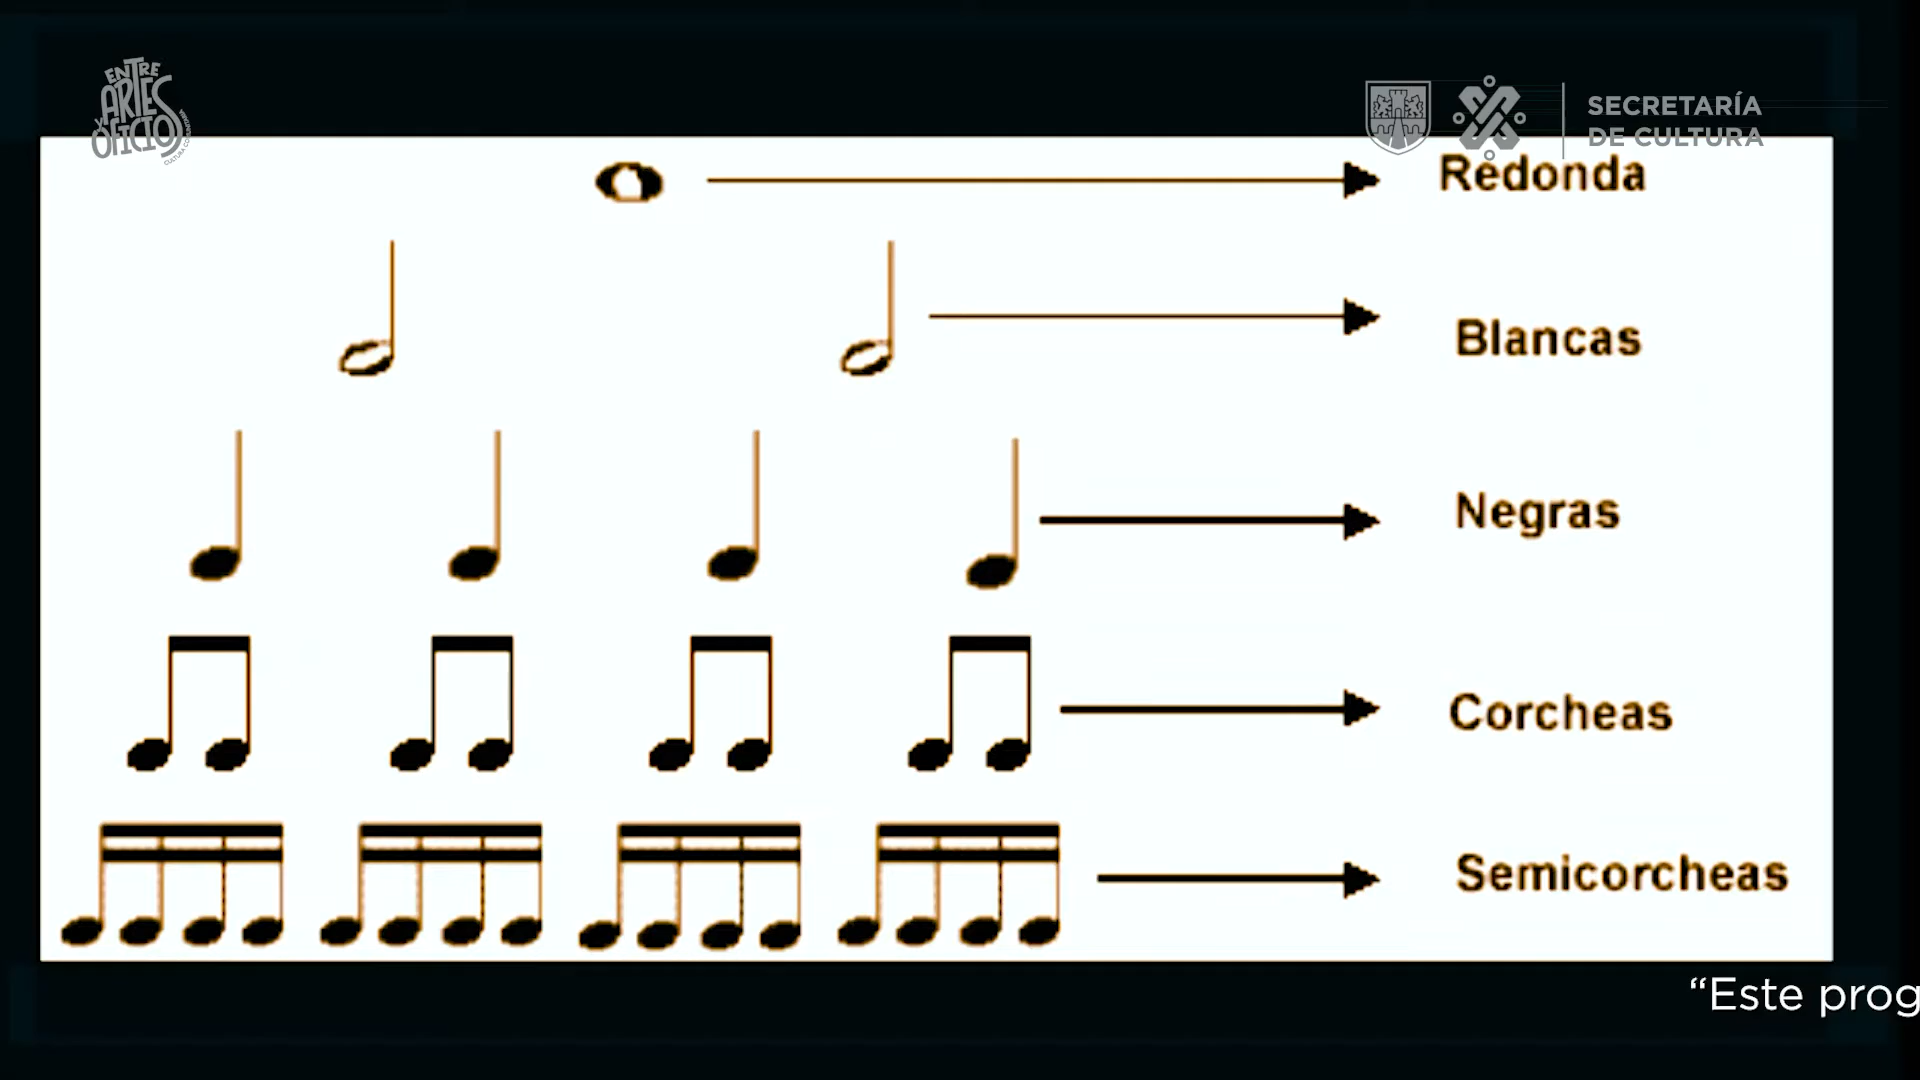 ENTRE
ARTES
Y OFICIOS
SECRETARÍA
DE CULTURA
Redonda
Blancas
Negras
Corcheas
Semicorcheas
“Este prog